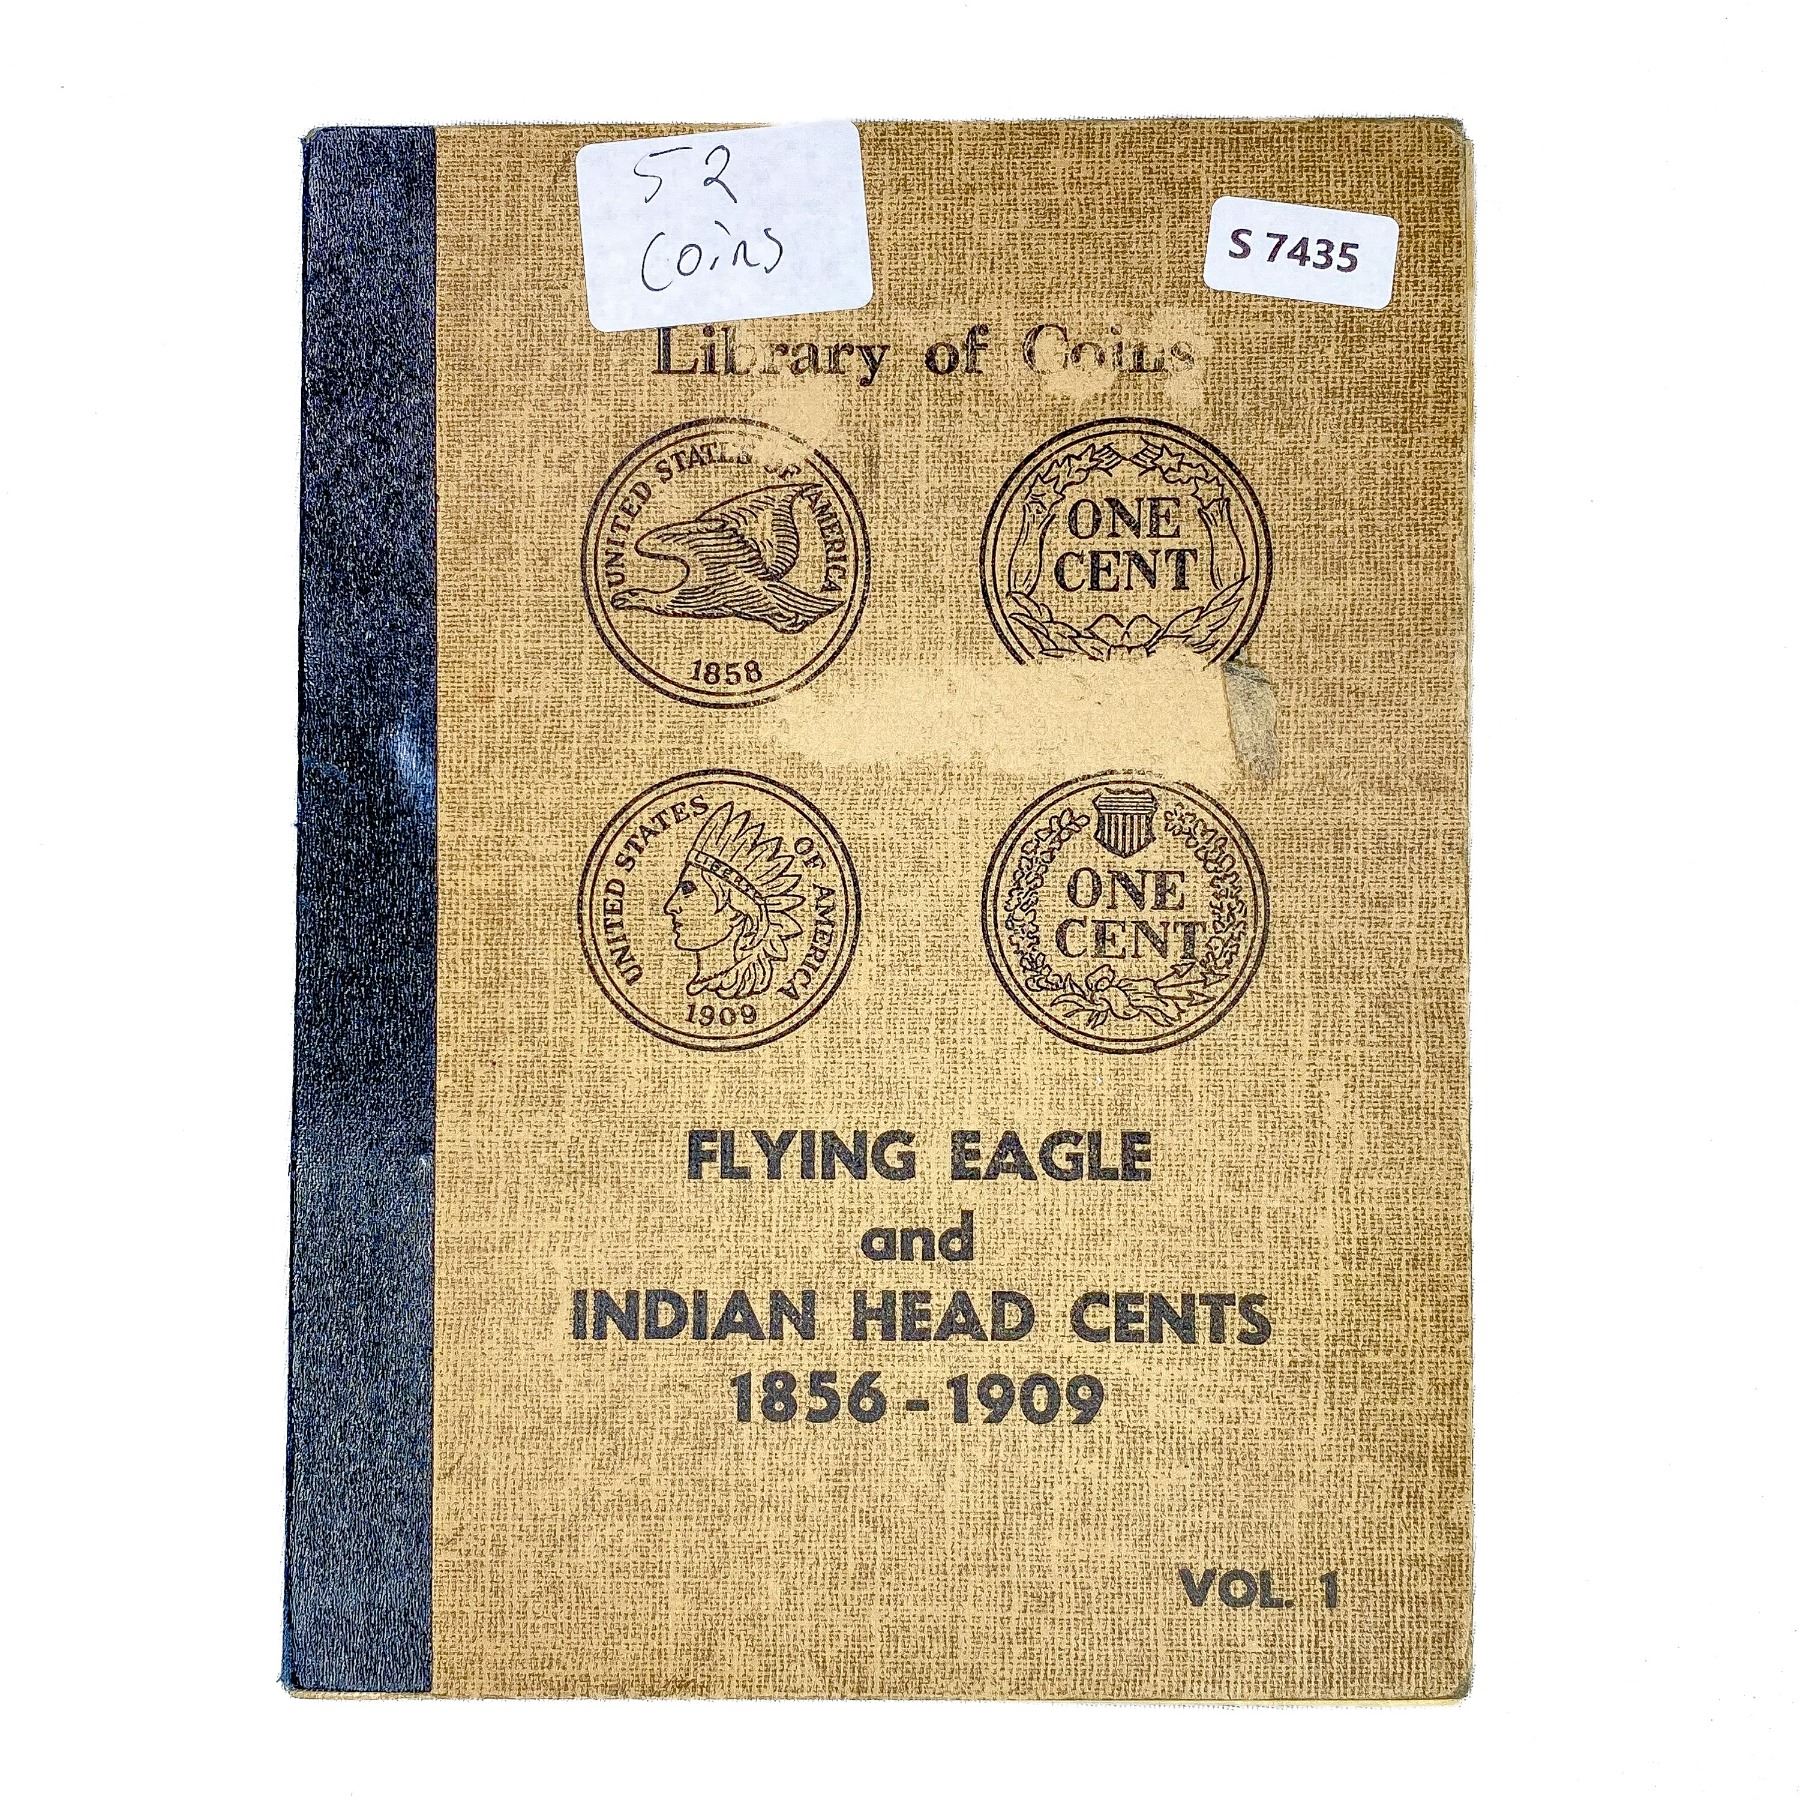 52
Coins
S 7435
Library of Coins
UNITED STATES OF AMERICA
1858
ONE
CENT
UNITED STATES OF AMERICA
LIBERTY
1909
ONE
CENT
FLYING EAGLE
and
INDIAN HEAD CENTS
1856-1909
VOL. 1